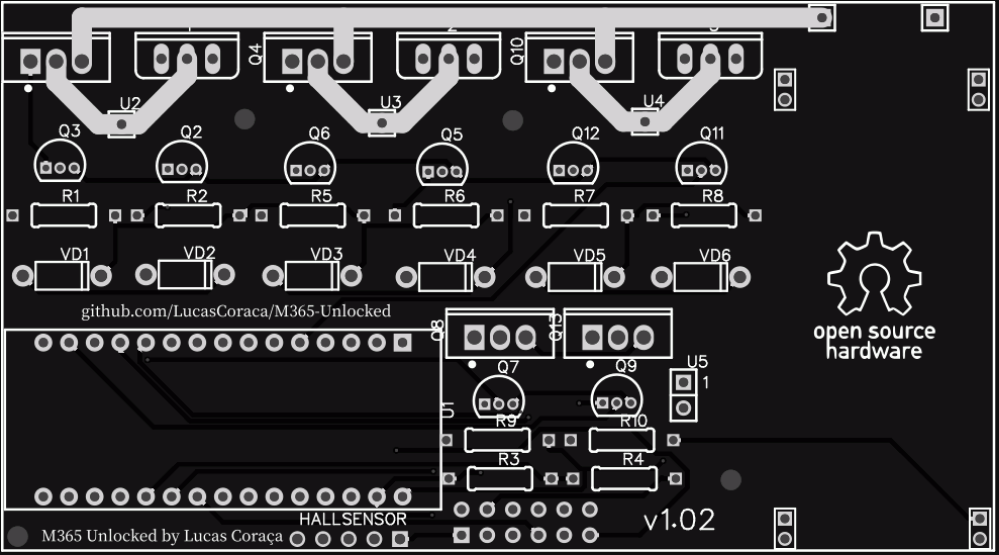 Q4
Q10
U2
U3
U4
Q3
Q2
Q6
Q5
Q12
Q11
R1
R2
R5
R6
R7
R8
VD1
VD2
VD3
VD4
VD5
VD6
github.com/LucasCoraca/M365-Unlocked
open source
hardware
Q8
Q13
Q7
Q9
U5
1
U1
R9
R10
R3
R4
HALLSENSOR
v1.02
M365 Unlocked by Lucas Coraça